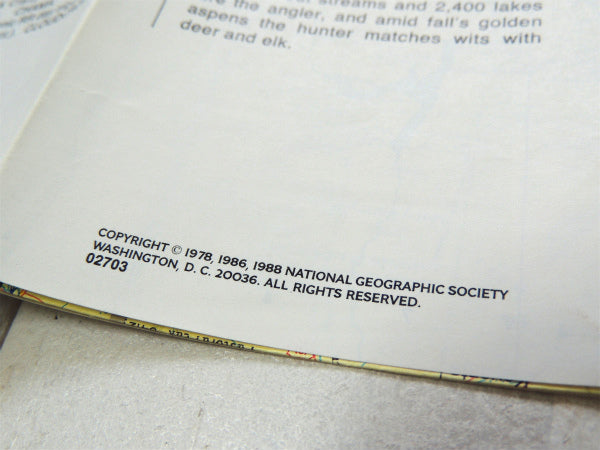 streams and 2,400 lakes
the angler, and amid fall's golden
aspens the hunter matches wits with
deer and elk.
COPYRIGHT © 1978, 1986, 1988 NATIONAL GEOGRAPHIC SOCIETY
WASHINGTON, D. C. 20036. ALL RIGHTS RESERVED.
02703